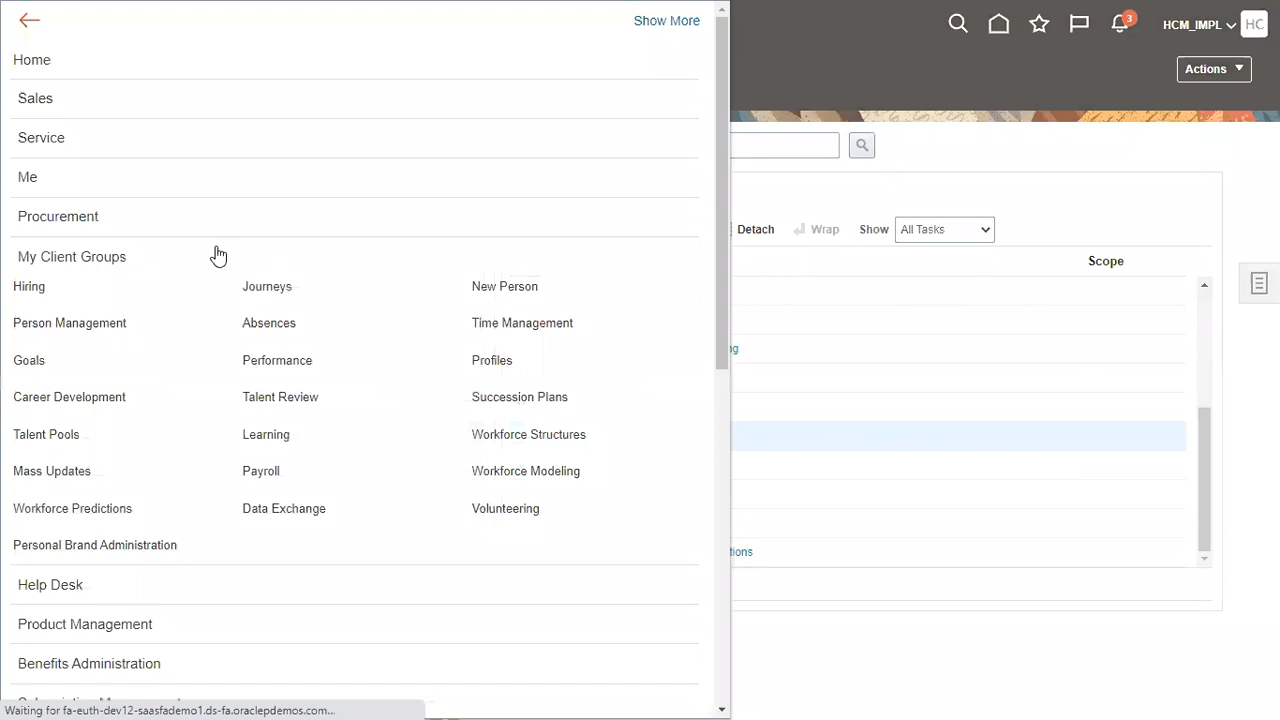 Show More
3
HCM_IMPL HC
Actions
Home
Sales
Service
Me
Procurement
Detach Wrap Show All Tasks
My Client Groups
Scope
Hiring Journeys New Person
Person Management Absences Time Management
ng
Goals Performance Profiles
Career Development Talent Review Succession Plans
Talent Pools Learning Workforce Structures
Mass Updates Payroll Workforce Modeling
Workforce Predictions Data Exchange Volunteering
Personal Brand Administration
tions
Help Desk
Product Management
Benefits Administration
Waiting for fa-euth-dev12-saasfademo1.ds-fa.oraclepdemos.com...